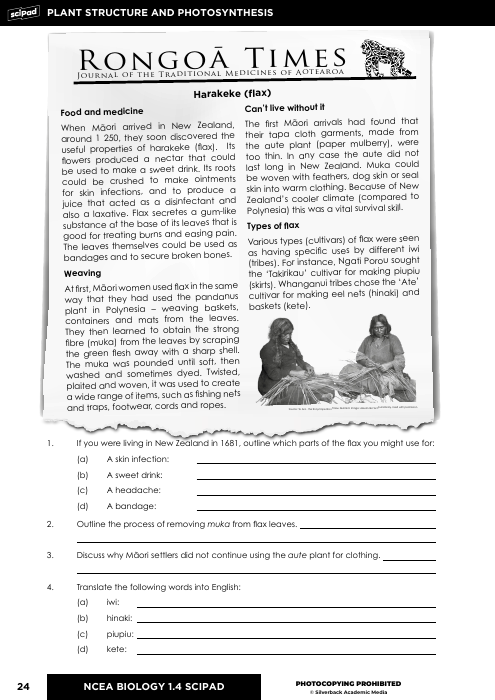 scipad PLANT STRUCTURE AND PHOTOSYNTHESIS
RONGOĀ TIMES
JOURNAL OF THE TRADITIONAL MEDICINES OF AOTEAROA
Harakeke (flax)
Food and medicine
When Māori arrived in New Zealand,
around 1 250, they soon discovered the
useful properties of harakeke (flax). Its
flowers produced a nectar that could
be used to make a sweet drink. Its roots
could be crushed to make ointments
for skin infections, and to produce a
juice that acted as a disinfectant and
also a laxative. Flax secretes a gum-like
substance at the base of its leaves that is
good for treating burns and easing pain.
The leaves themselves could be used as
bandages and to secure broken bones.
Weaving
At first, Māori women used flax in the same
way that they had used the pandanus
plant in Polynesia – weaving baskets,
containers and mats from the leaves.
They then learned to obtain the strong
fibre (muka) from the leaves by scraping
the green flesh away with a sharp shell.
The muka was pounded until soft, then
washed and sometimes dyed. Twisted,
plaited and woven, it was used to create
a wide range of items, such as fishing nets
and traps, footwear, cords and ropes.
Can't live without it
The first Māori arrivals had found that
their tapa cloth garments, made from
the aute plant (paper mulberry), were
too thin. In any case the aute did not
last long in New Zealand. Muka could
be woven with feathers, dog skin or seal
skin into warm clothing. Because of New
Zealand's cooler climate (compared to
Polynesia) this was a vital survival skill.
Types of flax
Various types (cultivars) of flax were seen
as having specific uses by different iwi
(tribes). For instance, Ngati Porou sought
the 'Takirikau' cultivar for making piupiu
(skirts). Whanganui tribes chose the 'Ate'
cultivar for making eel nets (hinaki) and
baskets (kete).
1. If you were living in New Zealand in 1681, outline which parts of the flax you might use for:
(a) A skin infection:
(b) A sweet drink:
(c) A headache:
(d) A bandage:
2. Outline the process of removing muka from flax leaves.
3. Discuss why Māori settlers did not continue using the aute plant for clothing.
4. Translate the following words into English:
(a) iwi:
(b) hinaki:
(c) piupiu:
(d) kete:
24 NCEA BIOLOGY 1.4 SCIPAD PHOTOCOPYING PROHIBITED
© Silverback Academic Media